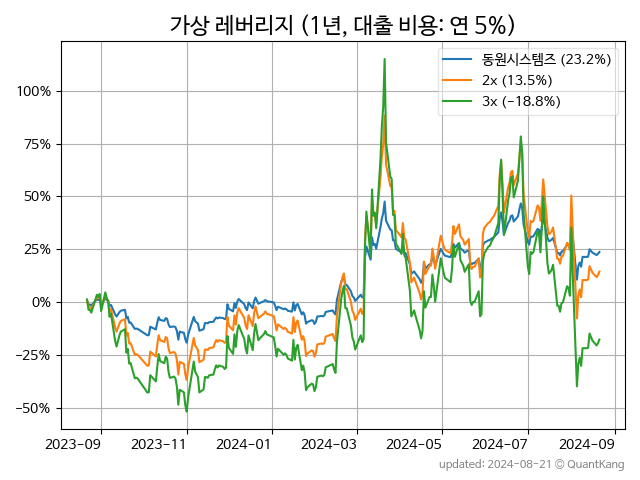 가상 레버리지 (1년, 대출 비용: 연 5%)
동원시스템즈 (23.2%)
2x (13.5%)
3x (-18.8%)
100%
75%
50%
25%
0%
-25%
-50%
2023-09
2023-11
2024-01
2024-03
2024-05
2024-07
2024-09
updated: 2024-08-21 © QuantKang